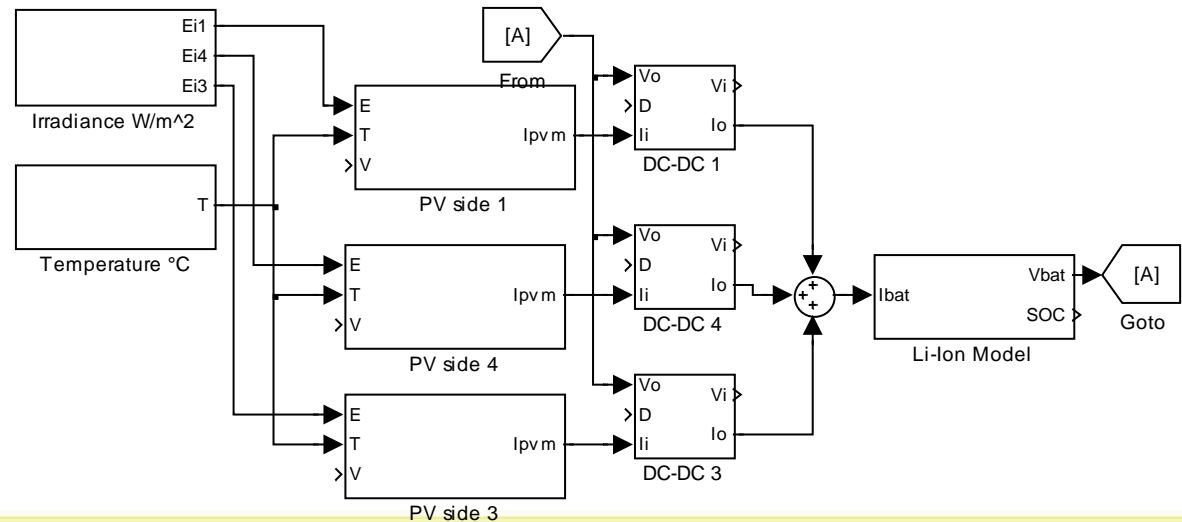 Ei1
Ei4
Ei3
Irradiance W/m^2
T
Temperature °C
[A]
From
E
T
V
Ipvm
PV side 1
E
T
V
Ipvm
PV side 4
E
T
V
Ipvm
PV side 3
Vo
D
Ii
Vi
Io
DC-DC 1
Vo
D
Ii
Vi
Io
DC-DC 4
Vo
D
Ii
Vi
Io
DC-DC 3
+
+
+
Ibat
Vbat
SOC
Li-Ion Model
[A]
Goto